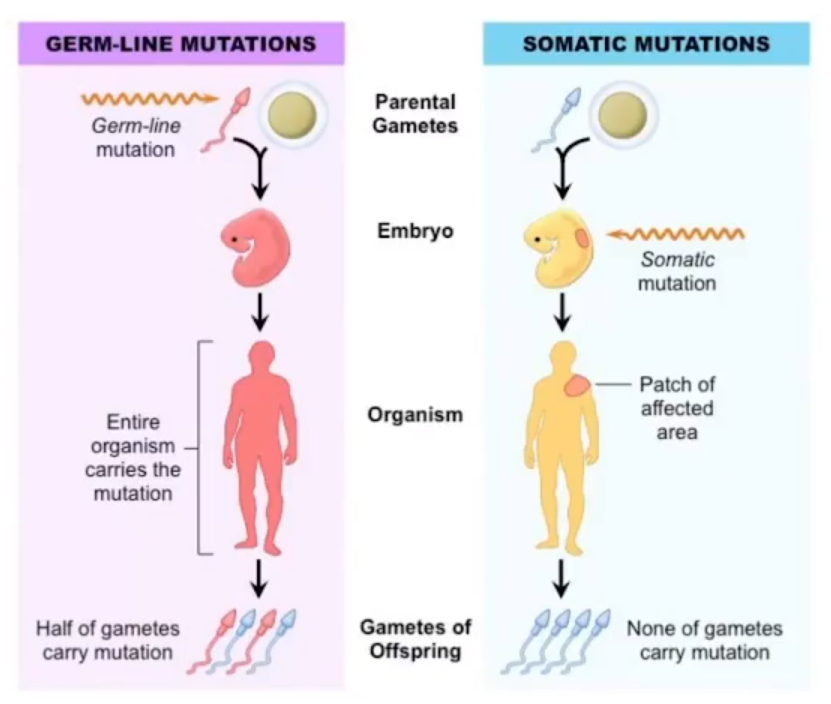 GERM-LINE MUTATIONS
SOMATIC MUTATIONS
Germ-line
mutation
Parental
Gametes
Embryo
Somatic
mutation
Entire
organism
carries the
mutation
Organism
Patch of
affected
area
Half of gametes
carry mutation
Gametes of
Offspring
None of gametes
carry mutation